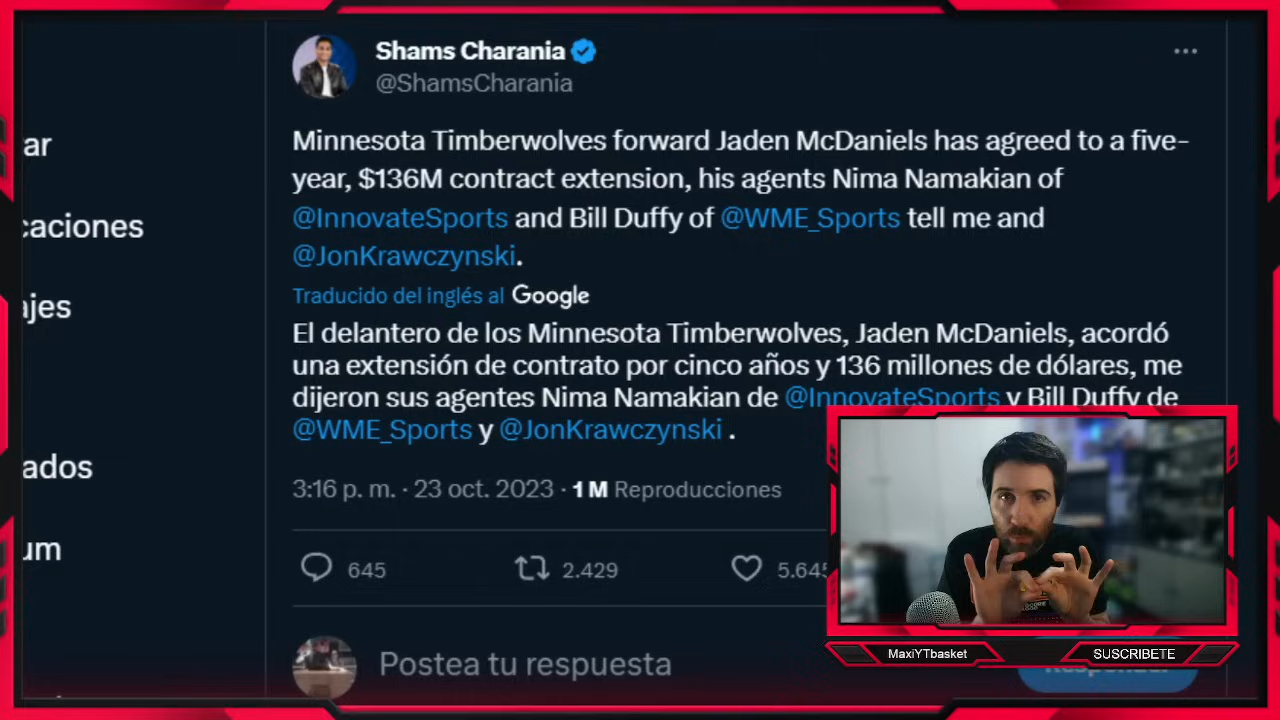 Shams Charania
@ShamsCharania
ar
caciones
ajes
ados
um
Minnesota Timberwolves forward Jaden McDaniels has agreed to a five-
year, $136M contract extension, his agents Nima Namakian of
@InnovateSports and Bill Duffy of @WME_Sports tell me and
@JonKrawczynski.
Traducido del inglés al Google
El delantero de los Minnesota Timberwolves, Jaden McDaniels, acordó
una extensión de contrato por cinco años y 136 millones de dólares, me
dijeron sus agentes Nima Namakian de @InnovateSports y Bill Duffy de
@WME_Sports y @JonKrawczynski .
3:16 p. m. · 23 oct. 2023 · 1 M Reproducciones
645 2.429 5.645
Postea tu respuesta
MaxiYTbasket
SUSCRIBETE